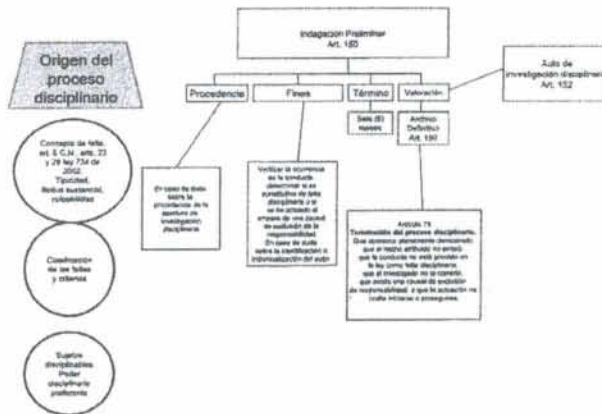 Origen del
proceso
disciplinario
Concepto de falta,
art. 6 C.N., arts. 23
y 28 ley 734 de
2002.
Tipicidad,
ilicitud sustancial,
culpabilidad
Clasificación
de las faltas
y criterios
Sujetos
disciplinables.
Poder
disciplinario
preferente
Indagación Preliminar
Art. 150
Procedencia
Fines
Término
Valoración
Auto de
investigación disciplinaria
Art. 152
Seis (6)
meses
Archivo
Definitivo
Art.
En caso de duda
sobre la
procedencia de la
apertura de
investigación
disciplinaria
Verificar la ocurrencia
de la conducta
determinar si es
constitutiva de falta
disciplinaria o si
se ha actuado al
amparo de una causal
de exclusión de la
responsabilidad.
En caso de duda
sobre la identificación o
individualización del autor
Artículo 73
Terminación del proceso disciplinario.
Que aparezca plenamente demostrado
que el hecho atribuido no existió,
que la conducta no está prevista en
la ley como falta disciplinaria,
que el investigado no la cometió,
que existe una causal de exclusión
de responsabilidad, o que la actuación no
podía iniciarse o proseguirse,